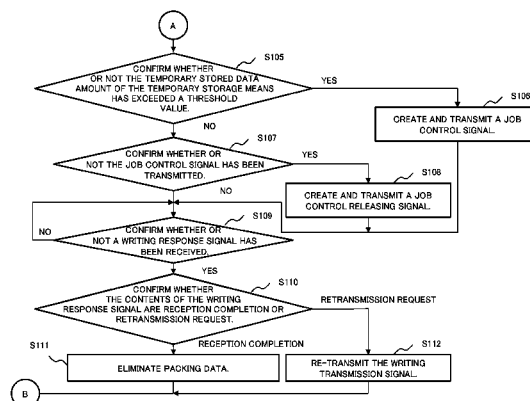 A
S105
CONFIRM WHETHER
OR NOT THE TEMPORARY STORED DATA
AMOUNT OF THE TEMPORARY STORAGE MEANS
HAS EXCEEDED A THRESHOLD
VALUE.
YES
S106
CREATE AND TRANSMIT A JOB
CONTROL SIGNAL.
NO
S107
CONFIRM WHETHER OR
NOT THE JOB CONTROL SIGNAL HAS BEEN
TRANSMITTED.
YES
S108
CREATE AND TRANSMIT A JOB
CONTROL RELEASING SIGNAL.
NO
S109
CONFIRM WHETHER OR
NOT A WRITING RESPONSE SIGNAL HAS
BEEN RECEIVED.
NO
YES
S110
CONFIRM WHETHER
THE CONTENTS OF THE WRITING
RESPONSE SIGNAL ARE RECEPTION COMPLETION OR
RETRANSMISSION REQUEST.
RETRANSMISSION REQUEST
RECEPTION COMPLETION
S111
ELIMINATE PACKING DATA.
S112
RE-TRANSMIT THE WRITING
TRANSMISSION SIGNAL.
B